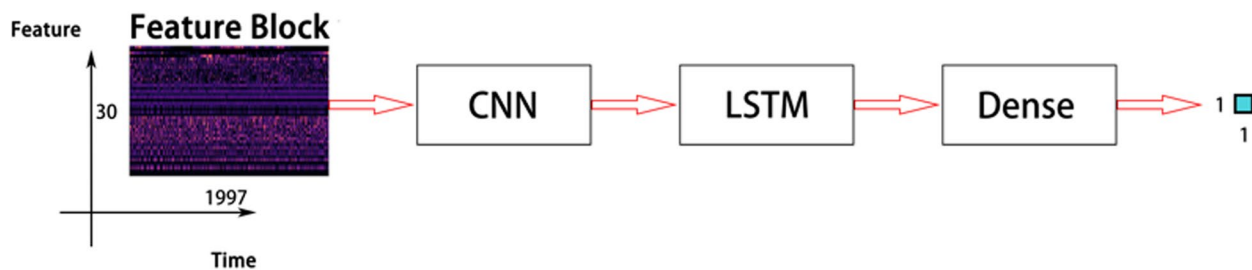 Feature Block
Feature
30
1997
Time
CNN
LSTM
Dense
1
1